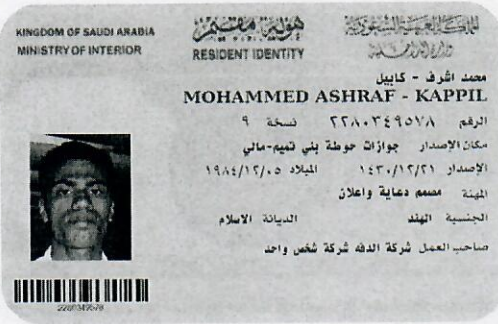 KINGDOM OF SAUDI ARABIA
MINISTRY OF INTERIOR
هوية مقيم
RESIDENT IDENTITY
المملكة العربية السعودية
وزارة الداخلية
محمد اشرف - كابيل
MOHAMMED ASHRAF - KAPPIL
الرقم ٢٢٨٠٣٤٩٥٧٨ نسخة ٩
مكان الإصدار جوازات حوطة بني تميم-مالي
الإصدار ١٤٣٠/١٢/٢١ الميلاد ١٩٨٤/١٢/٠٥
المهنة مصمم دعاية واعلان
الجنسية الهند الديانة الاسلام
صاحب العمل شركة الدفه شركة شخص واحد
2280349578